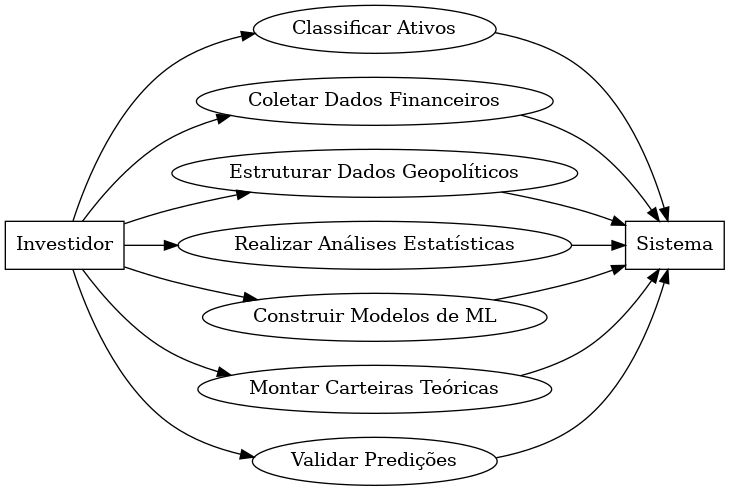 Classificar Ativos
Coletar Dados Financeiros
Estruturar Dados Geopolíticos
Investidor
Realizar Análises Estatísticas
Sistema
Construir Modelos de ML
Montar Carteiras Teóricas
Validar Predições